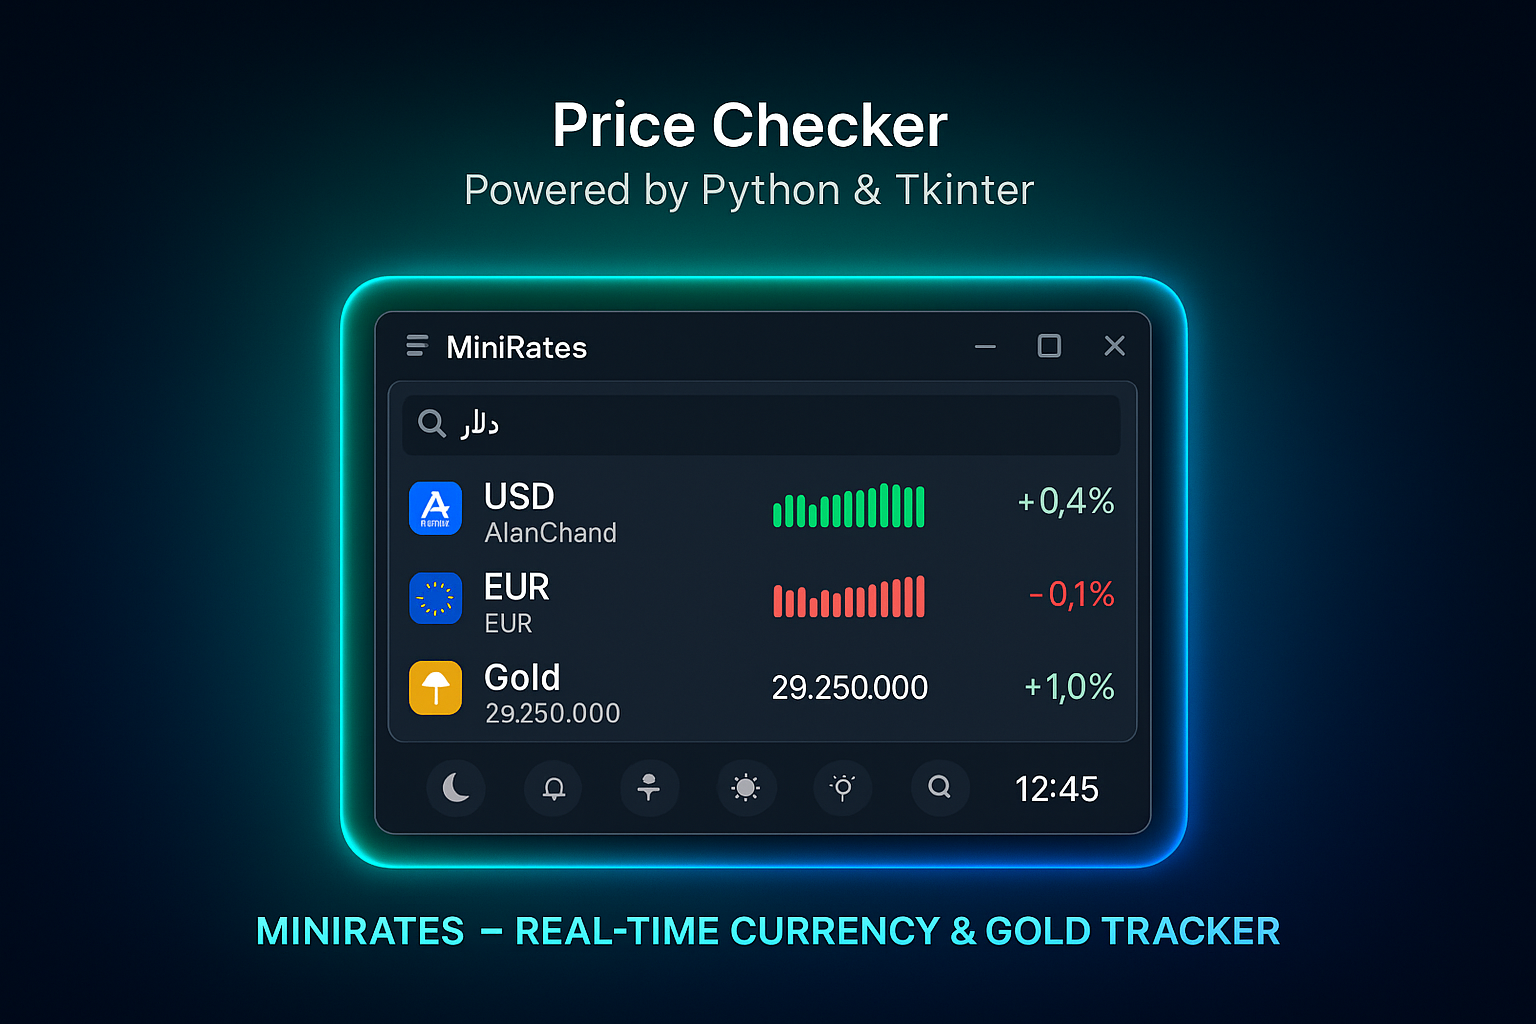 Price Checker
Powered by Python & Tkinter
MiniRates
دلار
USD
AlanChand
+0,4%
EUR
EUR
-0,1%
Gold
29.250.000
29.250.000
+1,0%
12:45
MINIRATES – REAL-TIME CURRENCY & GOLD TRACKER